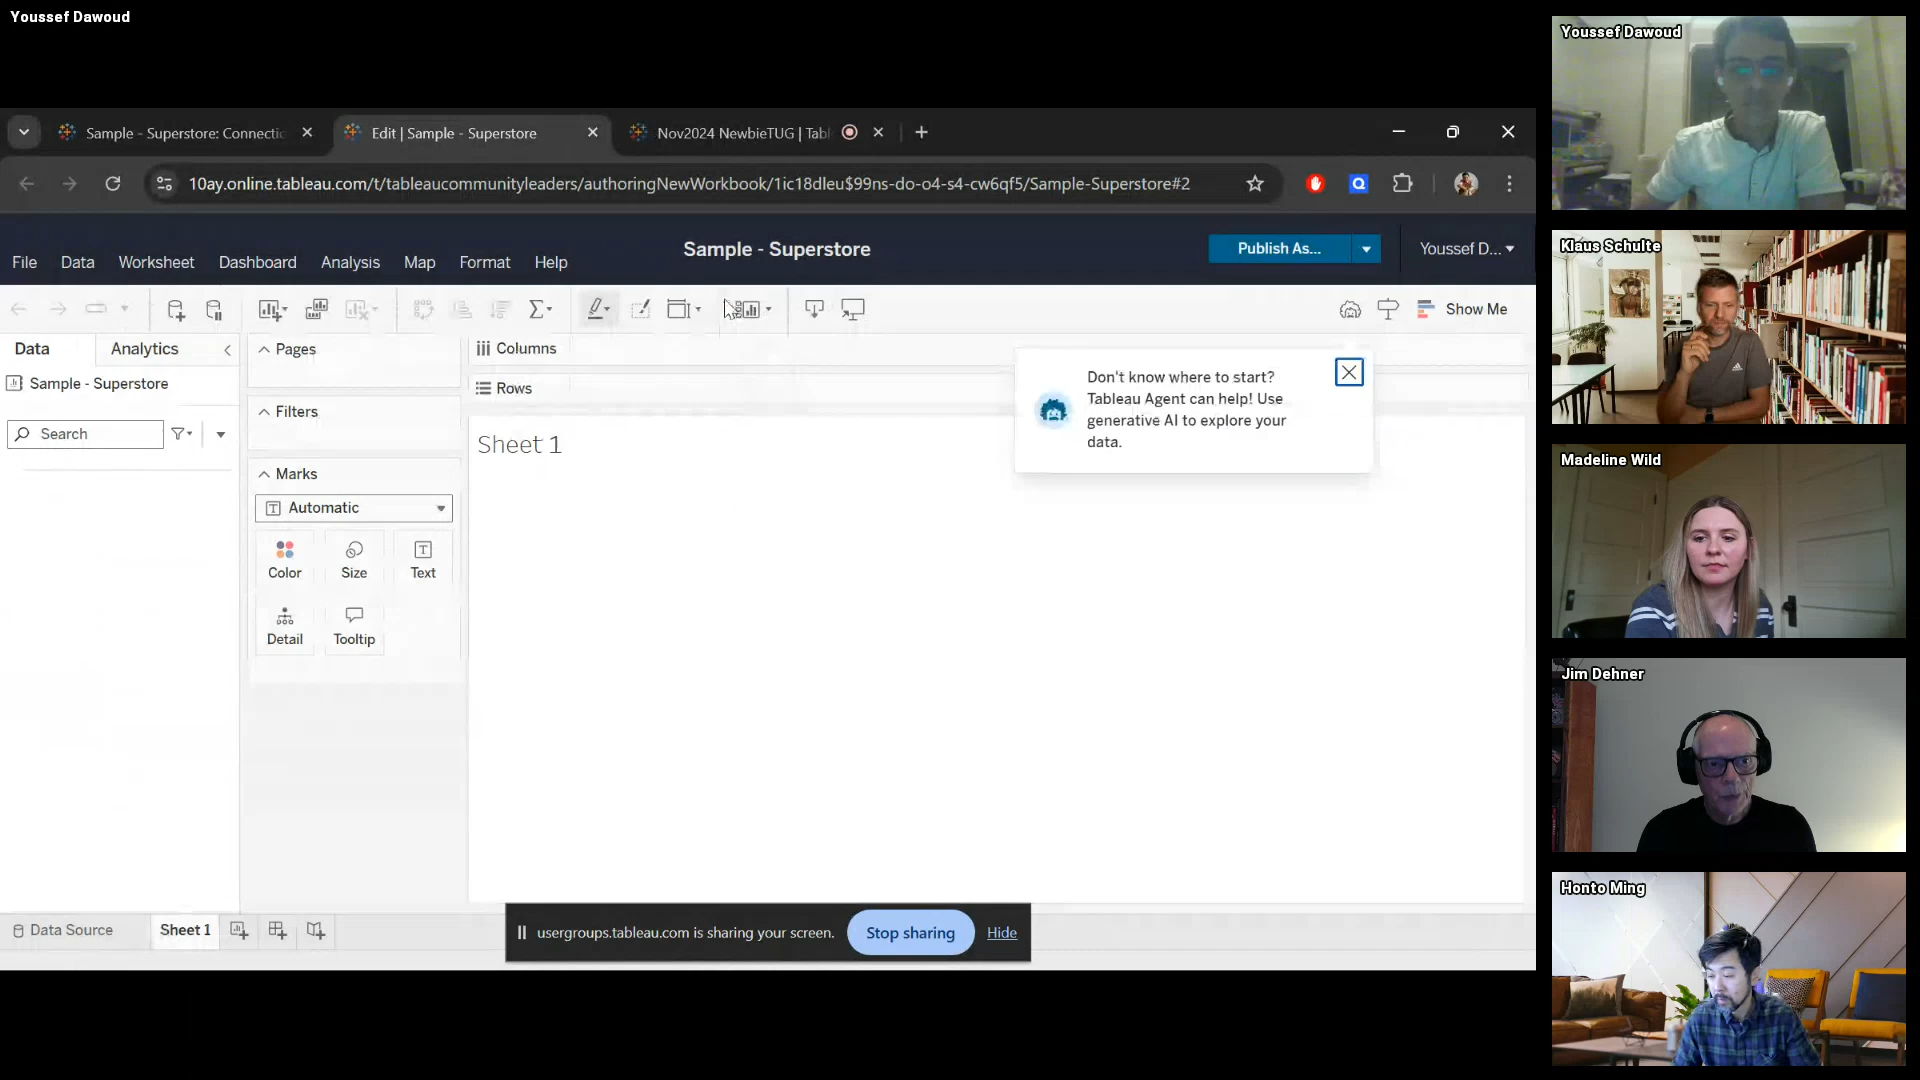 Youssef Dawoud
Sample - Superstore: Connectio
Edit | Sample - Superstore
Nov2024 NewbieTUG | Tabl
10ay.online.tableau.com/t/tableaucommunityleaders/authoringNewWorkbook/1ic18dleu$99ns-do-o4-s4-cw6qf5/Sample-Superstore#2
File
Data
Worksheet
Dashboard
Analysis
Map
Format
Help
Sample - Superstore
Publish As...
Youssef D...
Show Me
Data
Analytics
Sample - Superstore
Search
Pages
Filters
Marks
Automatic
Color
Size
Text
Detail
Tooltip
Columns
Rows
Sheet 1
Don't know where to start?
Tableau Agent can help! Use
generative AI to explore your
data.
Data Source
Sheet 1
usergroups.tableau.com is sharing your screen.
Stop sharing
Hide
Youssef Dawoud
Klaus Schulte
Madeline Wild
Jim Dehner
Honto Ming